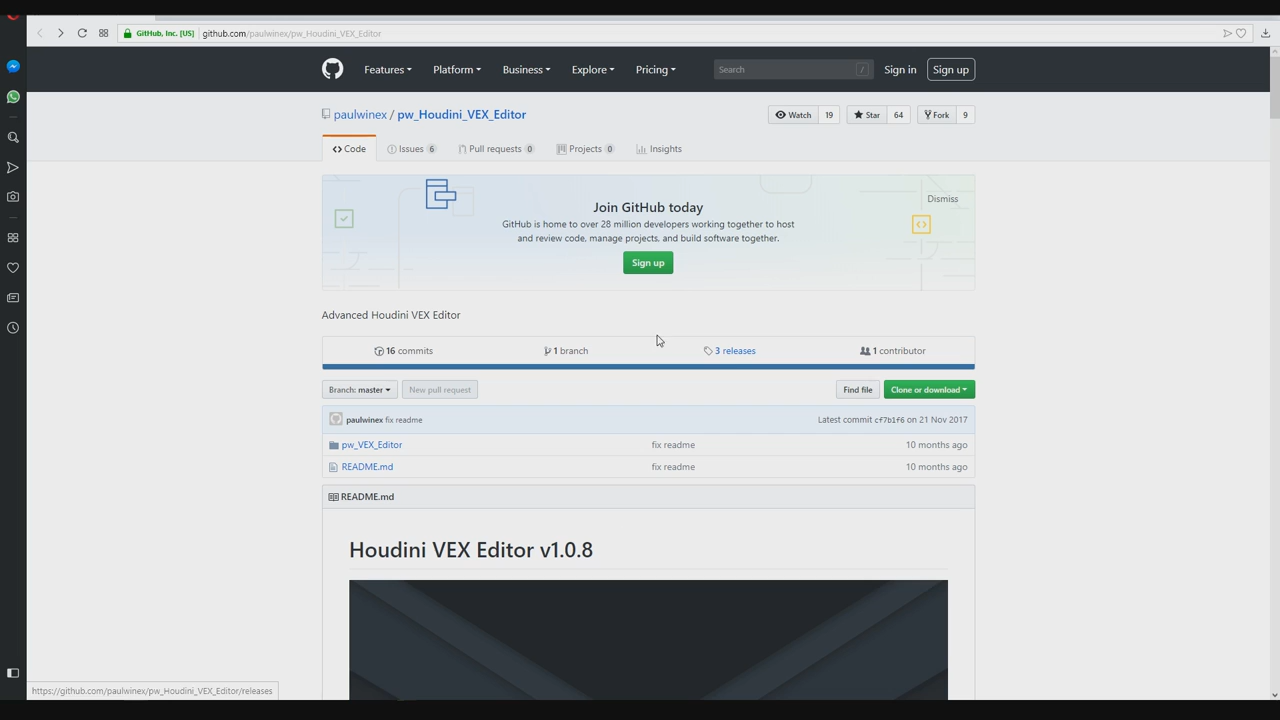 GitHub, Inc. [US] github.com/paulwinex/pw_Houdini_VEX_Editor
Features Platform Business Explore Pricing Search / Sign in Sign up
paulwinex / pw_Houdini_VEX_Editor Watch 19 Star 64 Fork 9
Code Issues 6 Pull requests 0 Projects 0 Insights
Dismiss
Join GitHub today
GitHub is home to over 28 million developers working together to host
and review code, manage projects, and build software together.
Sign up
Advanced Houdini VEX Editor
16 commits 1 branch 3 releases 1 contributor
Branch: master New pull request Find file Clone or download
paulwinex fix readme Latest commit cf7b1f6 on 21 Nov 2017
pw_VEX_Editor fix readme 10 months ago
README.md fix readme 10 months ago
README.md
Houdini VEX Editor v1.0.8
https://github.com/paulwinex/pw_Houdini_VEX_Editor/releases